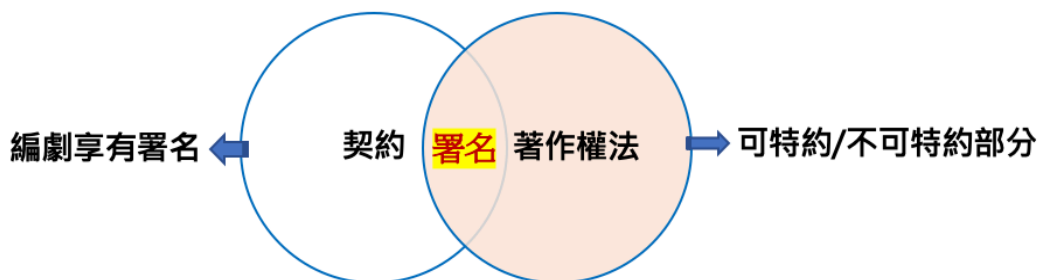 編劇享有署名
契約
署名
著作權法
可特約/不可特約部分